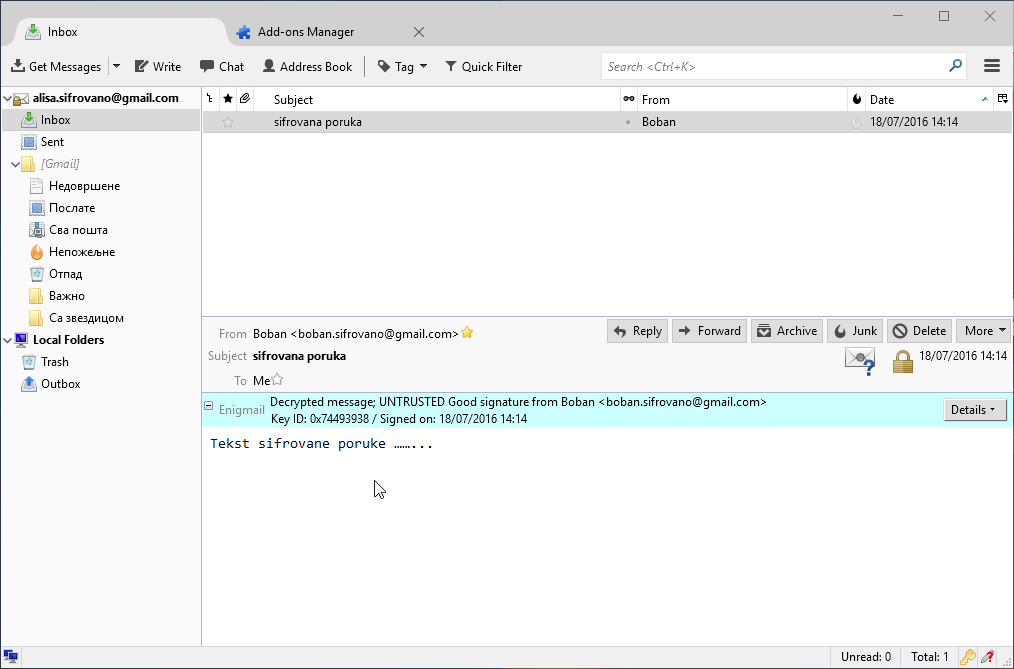 Inbox
Add-ons Manager
Get Messages Write Chat Address Book Tag Quick Filter Search <Ctrl+K>
alisa.sifrovano@gmail.com
Inbox
Sent
[Gmail]
Недовршене
Послате
Сва пошта
Непожељне
Отпад
Важно
Са звездицом
Local Folders
Trash
Outbox
Subject From Date
sifrovana poruka Boban 18/07/2016 14:14
From Boban <boban.sifrovano@gmail.com> Reply Forward Archive Junk Delete More
Subject sifrovana poruka 18/07/2016 14:14
To Me
Enigmail Decrypted message; UNTRUSTED Good signature from Boban <boban.sifrovano@gmail.com>
Key ID: 0x74493938 / Signed on: 18/07/2016 14:14
Details
Tekst sifrovane poruke ……...
Unread: 0 Total: 1